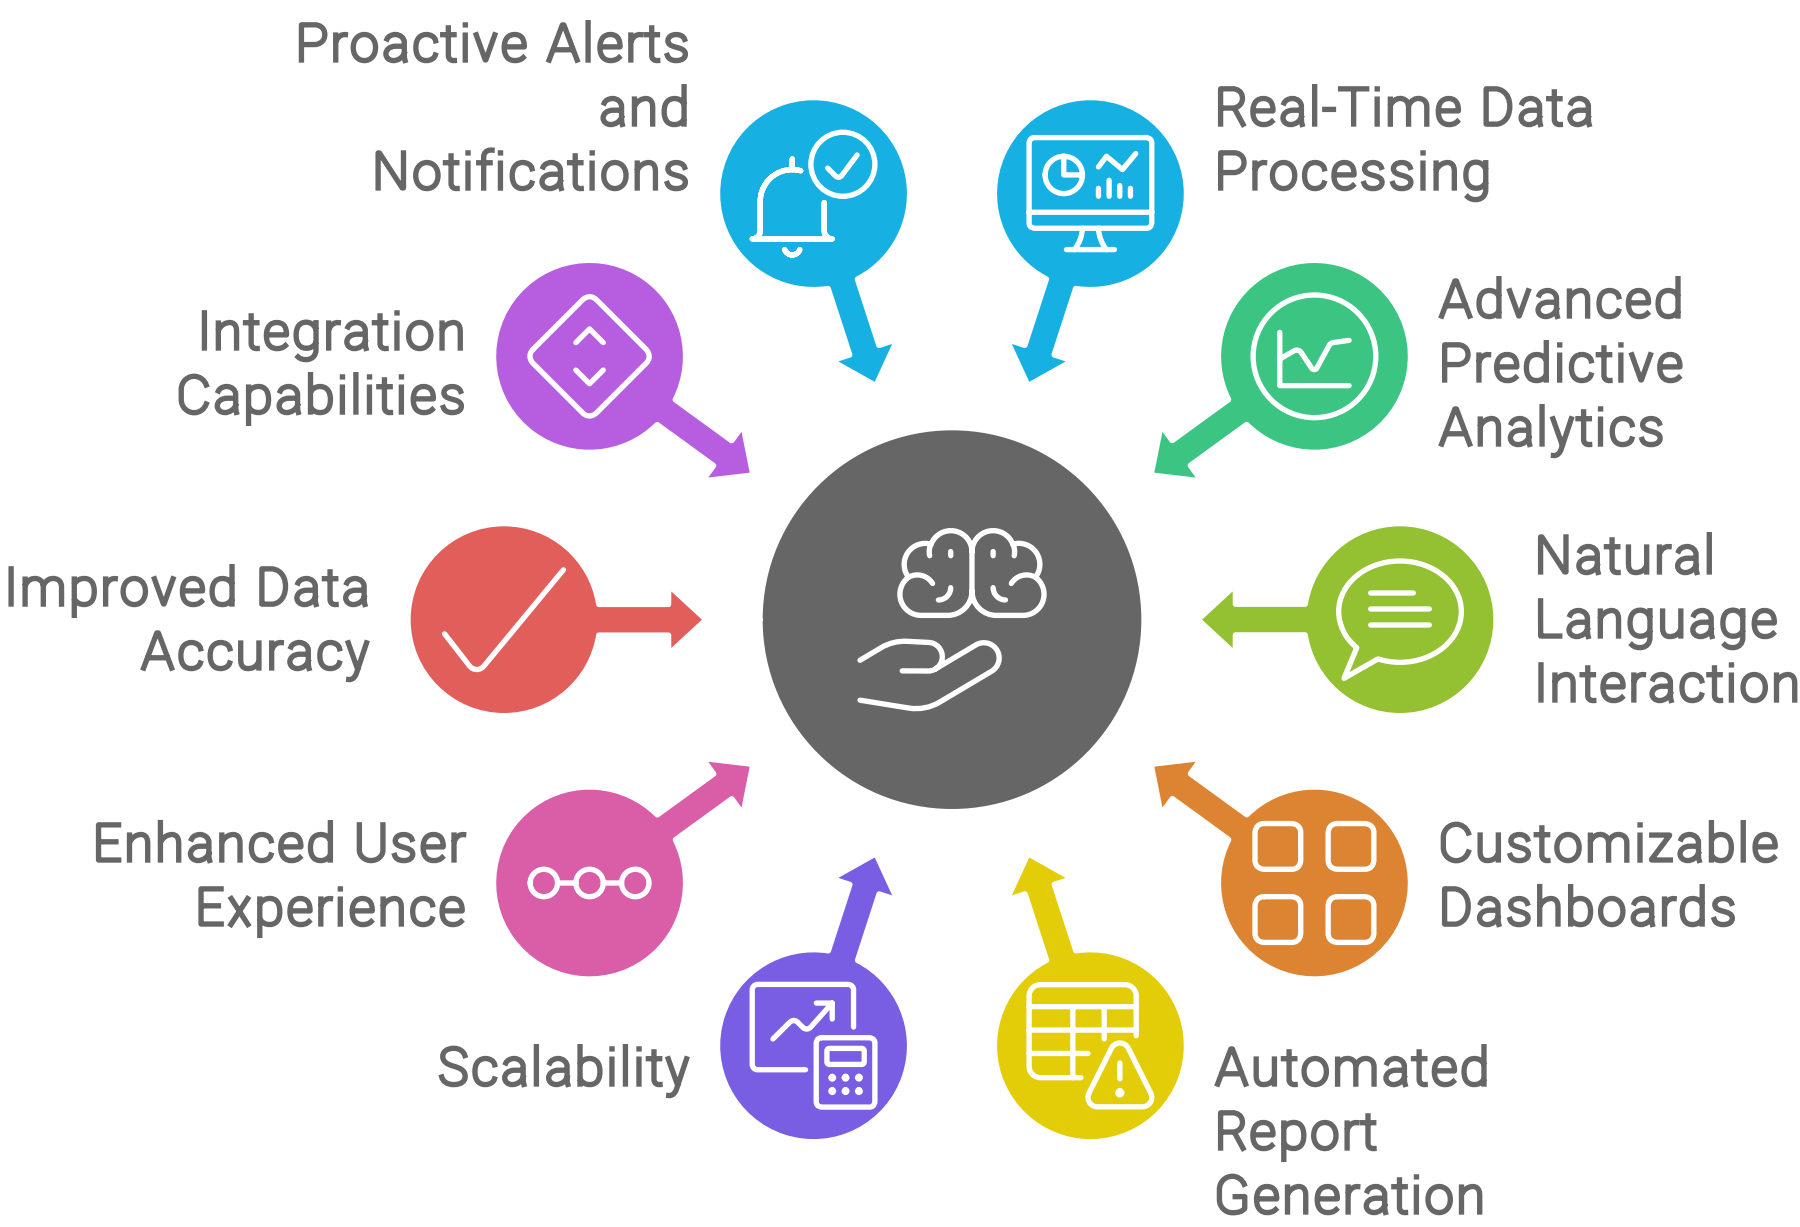 Proactive Alerts
and
Notifications
Real-Time Data
Processing
Integration
Capabilities
Advanced
Predictive
Analytics
Improved Data
Accuracy
Natural
Language
Interaction
Enhanced User
Experience
Customizable
Dashboards
Scalability
Automated
Report
Generation